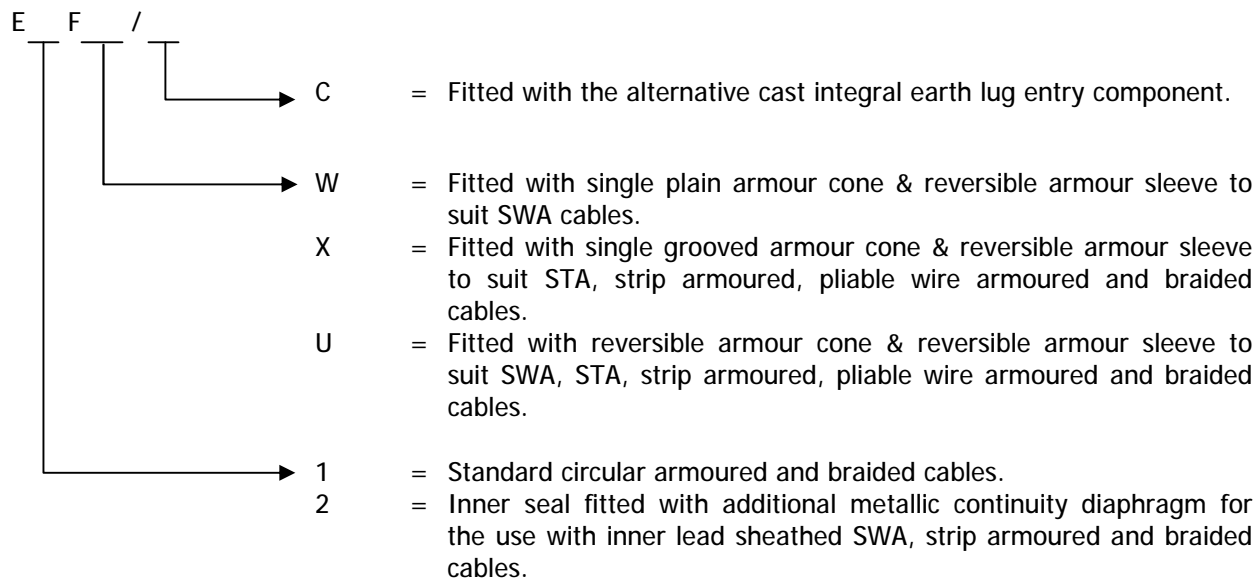 E F /
C = Fitted with the alternative cast integral earth lug entry component.
W = Fitted with single plain armour cone & reversible armour sleeve to
suit SWA cables.
X = Fitted with single grooved armour cone & reversible armour sleeve
to suit STA, strip armoured, pliable wire armoured and braided
cables.
U = Fitted with reversible armour cone & reversible armour sleeve to
suit SWA, STA, strip armoured, pliable wire armoured and braided
cables.
1 = Standard circular armoured and braided cables.
2 = Inner seal fitted with additional metallic continuity diaphragm for
the use with inner lead sheathed SWA, strip armoured and braided
cables.